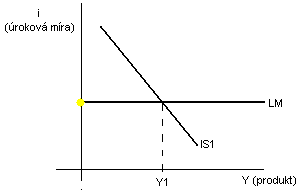 i
(úroková míra)
LM
IS1
Y1
Y (produkt)